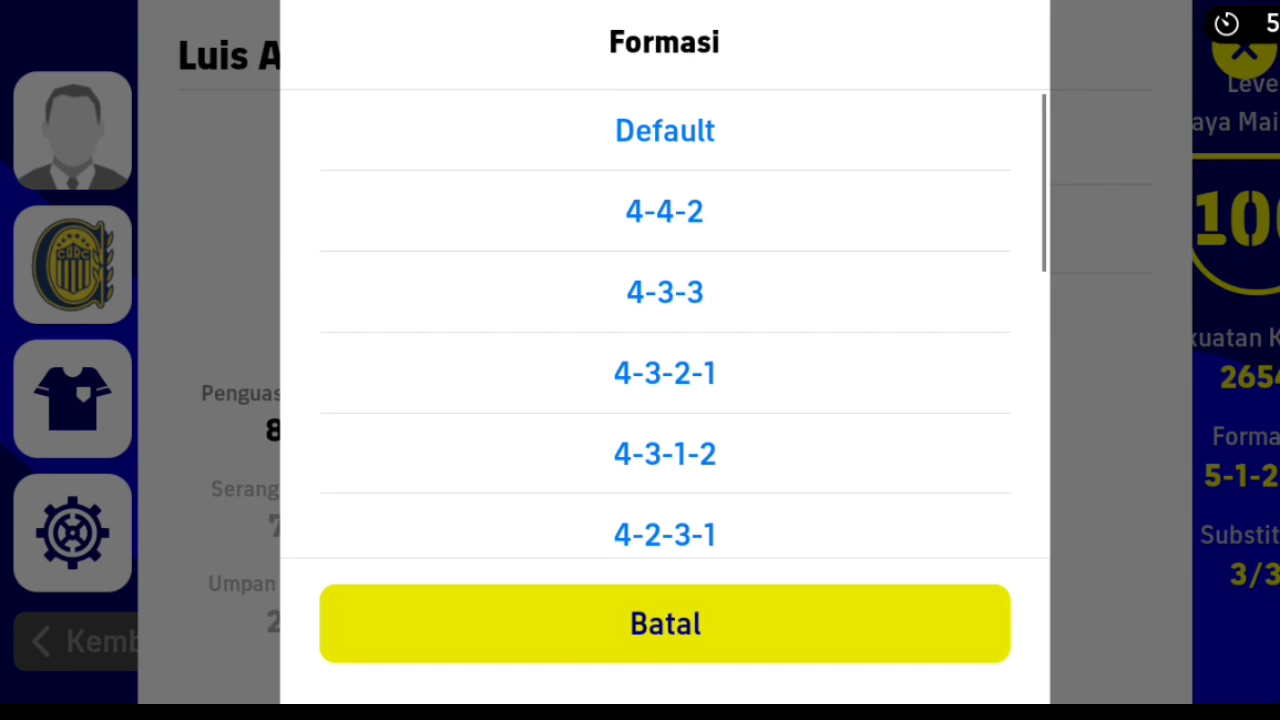 Formasi
Luis A
Default
4-4-2
4-3-3
4-3-2-1
4-3-1-2
4-2-3-1
Batal
Penguas
8
Serang
7
Umpan
2
Kemb
5
Leve
aya Mai
100
kuatan K
2654
Forma
5-1-2
Substit
3/3